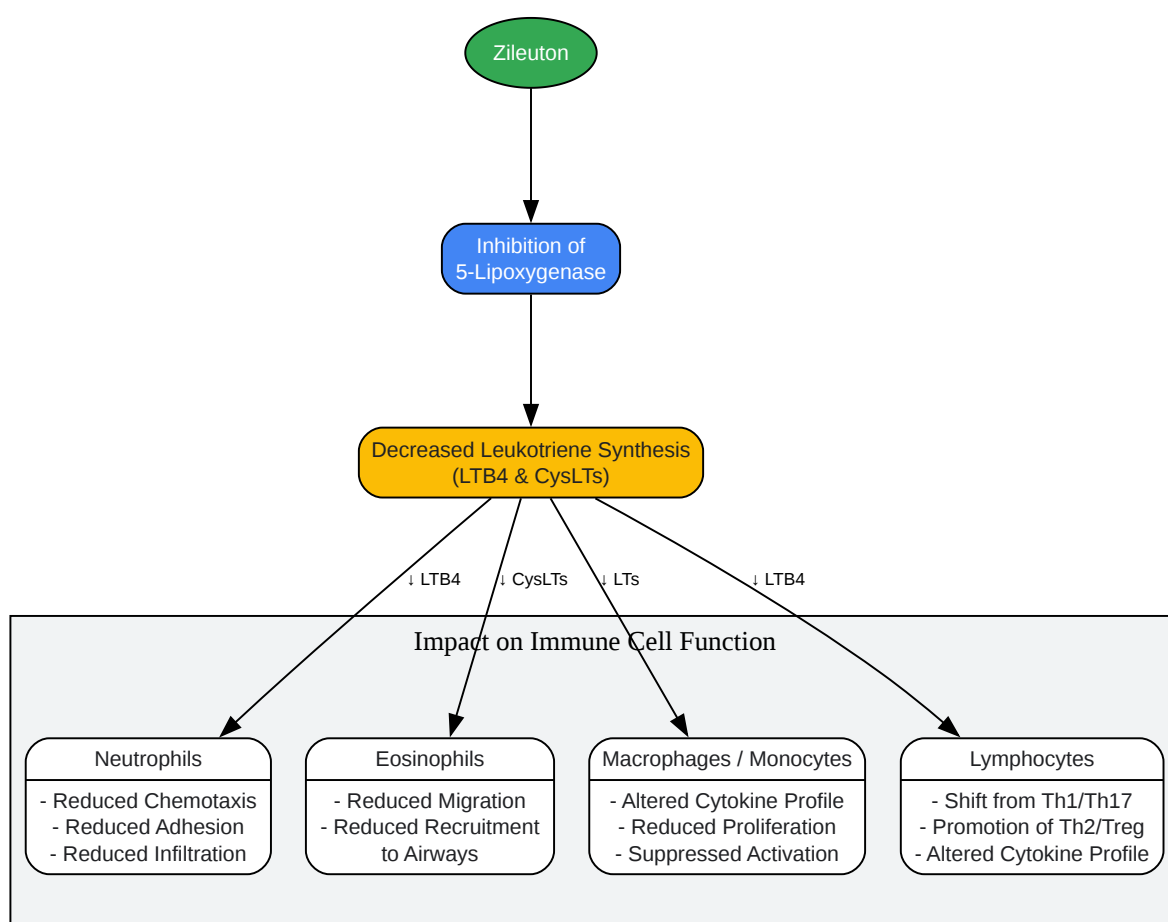 Zileuton
Inhibition of
5-Lipoxygenase
Decreased Leukotriene Synthesis
(LTB4 & CysLTs)
↓ LTB4
↓ CysLTs
↓ LTs
↓ LTB4
Impact on Immune Cell Function
Neutrophils
- Reduced Chemotaxis
- Reduced Adhesion
- Reduced Infiltration
Eosinophils
- Reduced Migration
- Reduced Recruitment
to Airways
Macrophages / Monocytes
- Altered Cytokine Profile
- Reduced Proliferation
- Suppressed Activation
Lymphocytes
- Shift from Th1/Th17
- Promotion of Th2/Treg
- Altered Cytokine Profile